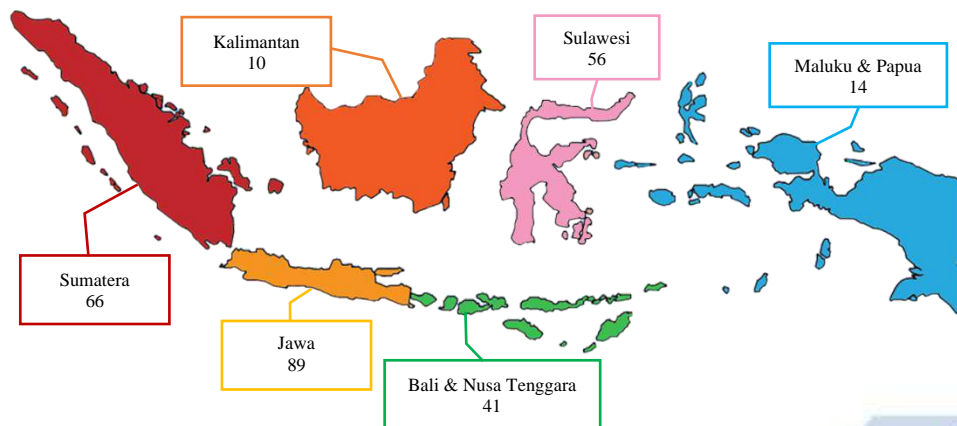 Kalimantan
10
Sulawesi
56
Maluku & Papua
14
Sumatera
66
Jawa
89
Bali & Nusa Tenggara
41